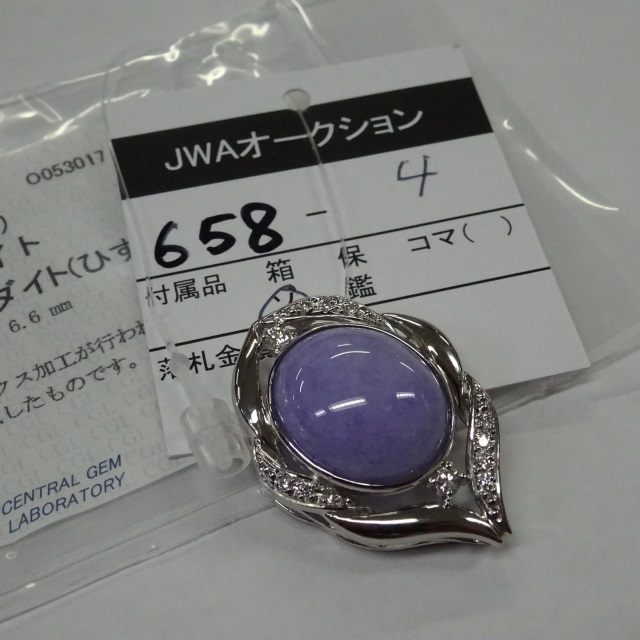 JWAオークション
658 - 4
付属品 箱 保 コマ( )
ソ 鑑
落札金
O053017
イト
ダイト(ひす
6.6 mm
クス加工が行われ
したものです。
CENTRAL GEM
LABORATORY